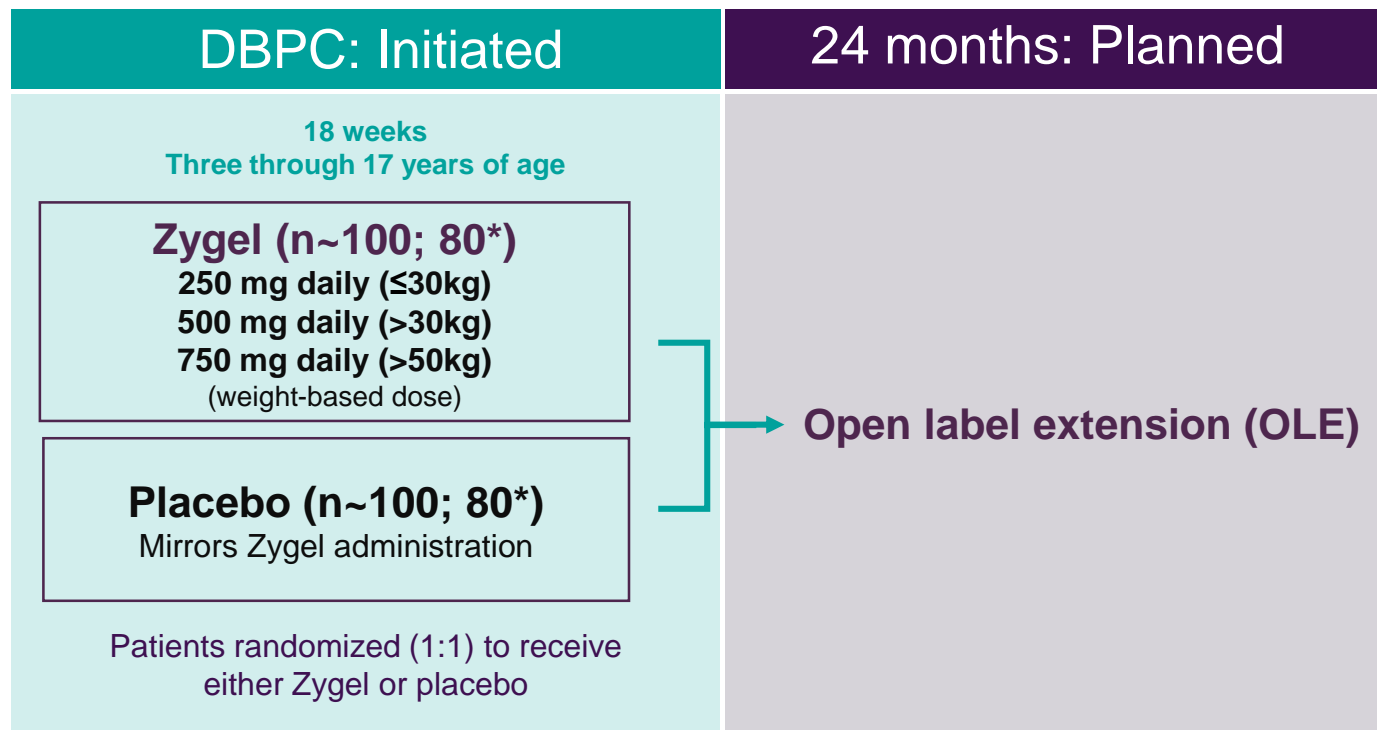 DBPC: Initiated
24 months: Planned
18 weeks
Three through 17 years of age
Zygel (n~100; 80*)
250 mg daily (≤30kg)
500 mg daily (>30kg)
750 mg daily (>50kg)
(weight-based dose)
Placebo (n~100; 80*)
Mirrors Zygel administration
Patients randomized (1:1) to receive
either Zygel or placebo
Open label extension (OLE)